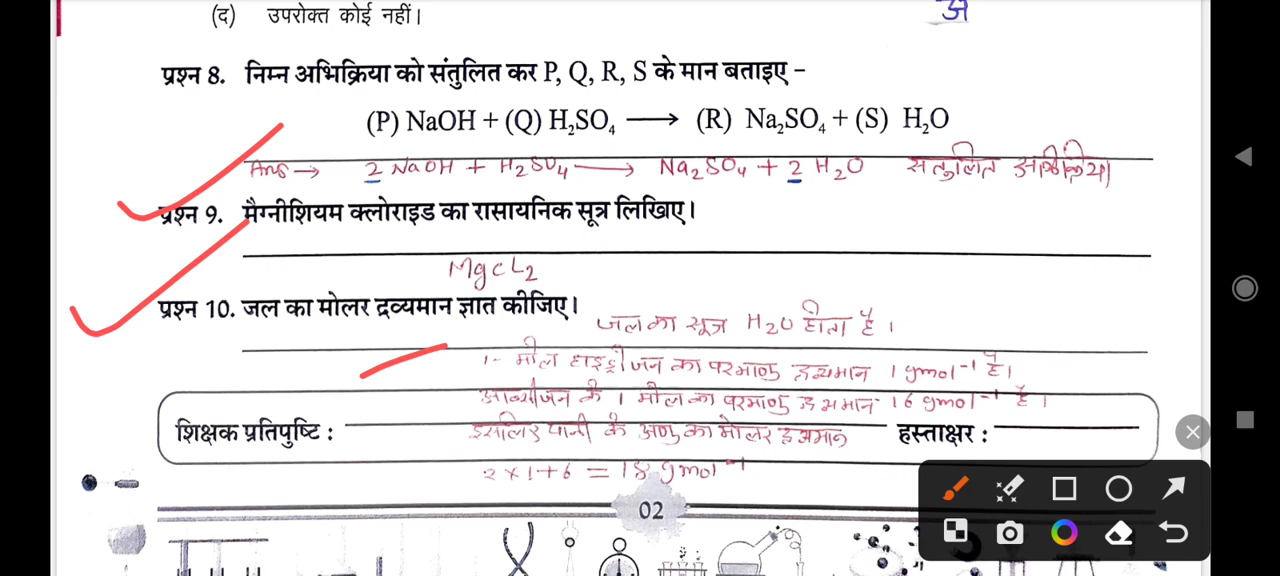 (द) उपरोक्त कोई नहीं।
अ
प्रश्न 8. निम्न अभिक्रिया को संतुलित कर P, Q, R, S के मान बताइए –
(P) NaOH + (Q) H₂SO₄ ⟶ (R) Na₂SO₄ + (S) H₂O
Ans → 2 NaOH + H₂SO₄ ⟶ Na₂SO₄ + 2 H₂O संतुलित अभिक्रिया
प्रश्न 9. मैग्नीशियम क्लोराइड का रासायनिक सूत्र लिखिए।
MgCL₂
प्रश्न 10. जल का मोलर द्रव्यमान ज्ञात कीजिए।
जल का सूत्र H₂O होता है।
1- मोल हाइड्रोजन का परमाणु द्रव्यमान 1 gmol⁻¹ है।
आक्सीजन के 1 मोल का परमाणु द्रव्यमान 16 gmol⁻¹ है।
शिक्षक प्रतिपुष्टि :
इसलिए पानी के अणु का मोलर द्रव्यमान
हस्ताक्षर :
2 × 1 + 6 = 18 gmol⁻¹
02